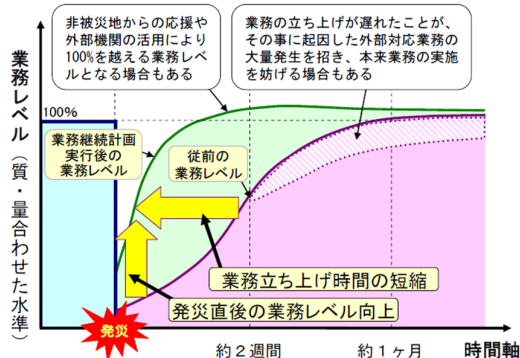 非被災地からの応援や
外部機関の活用により
100%を越える業務レベ
ルとなる場合もある
業務の立ち上げが遅れたことが、
その事に起因した外部対応業務の
大量発生を招き、本来業務の実施
を妨げる場合もある
業務レベル（質・量合わせた水準）
100%
業務継続計画
実行後の
業務レベル
従前の
業務レベル
業務立ち上げ時間の短縮
発災直後の業務レベル向上
発災
約２週間
約１ヶ月
時間軸